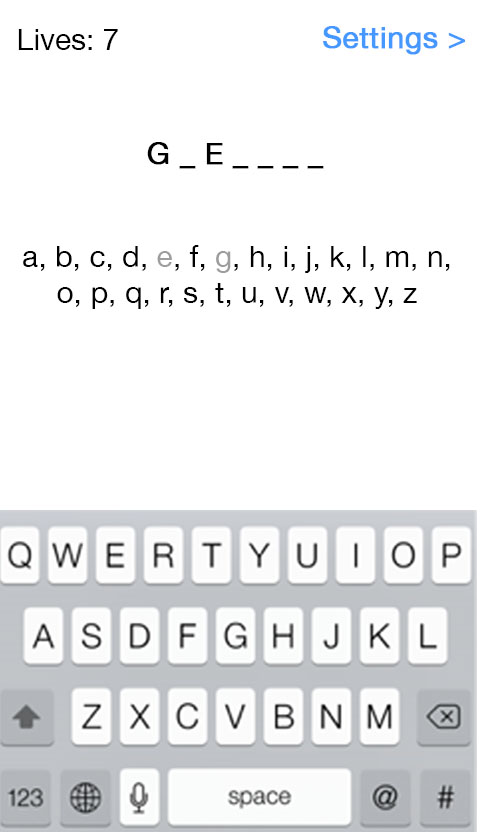 Lives: 7 Settings >
G _ E _ _ _ _
a, b, c, d, e, f, g, h, i, j, k, l, m, n,
o, p, q, r, s, t, u, v, w, x, y, z
Q W E R T Y U I O P
A S D F G H J K L
Z X C V B N M
123 space @ #